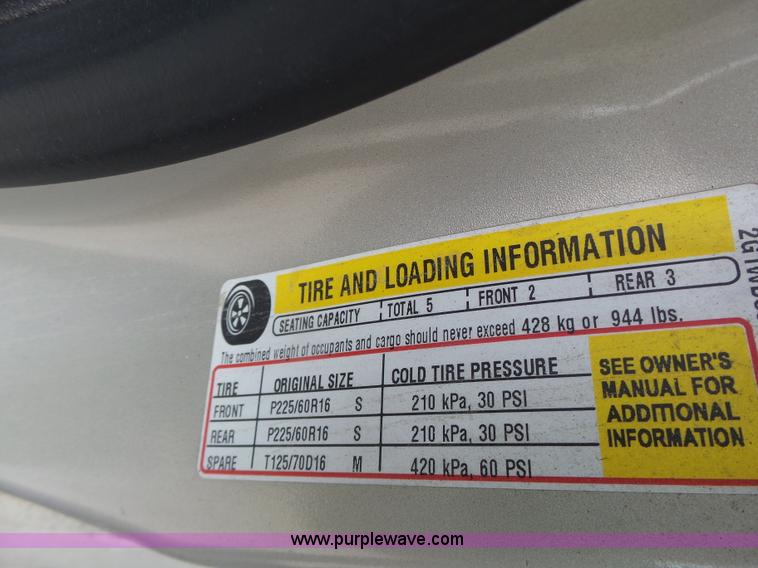 TIRE AND LOADING INFORMATION
SEATING CAPACITY TOTAL 5 FRONT 2 REAR 3
The combined weight of occupants and cargo should never exceed 428 kg or 944 lbs.
TIRE ORIGINAL SIZE COLD TIRE PRESSURE
FRONT P225/60R16 S 210 kPa, 30 PSI
REAR P225/60R16 S 210 kPa, 30 PSI
SPARE T125/70D16 M 420 kPa, 60 PSI
SEE OWNER'S
MANUAL FOR
ADDITIONAL
INFORMATION
www.purplewave.com